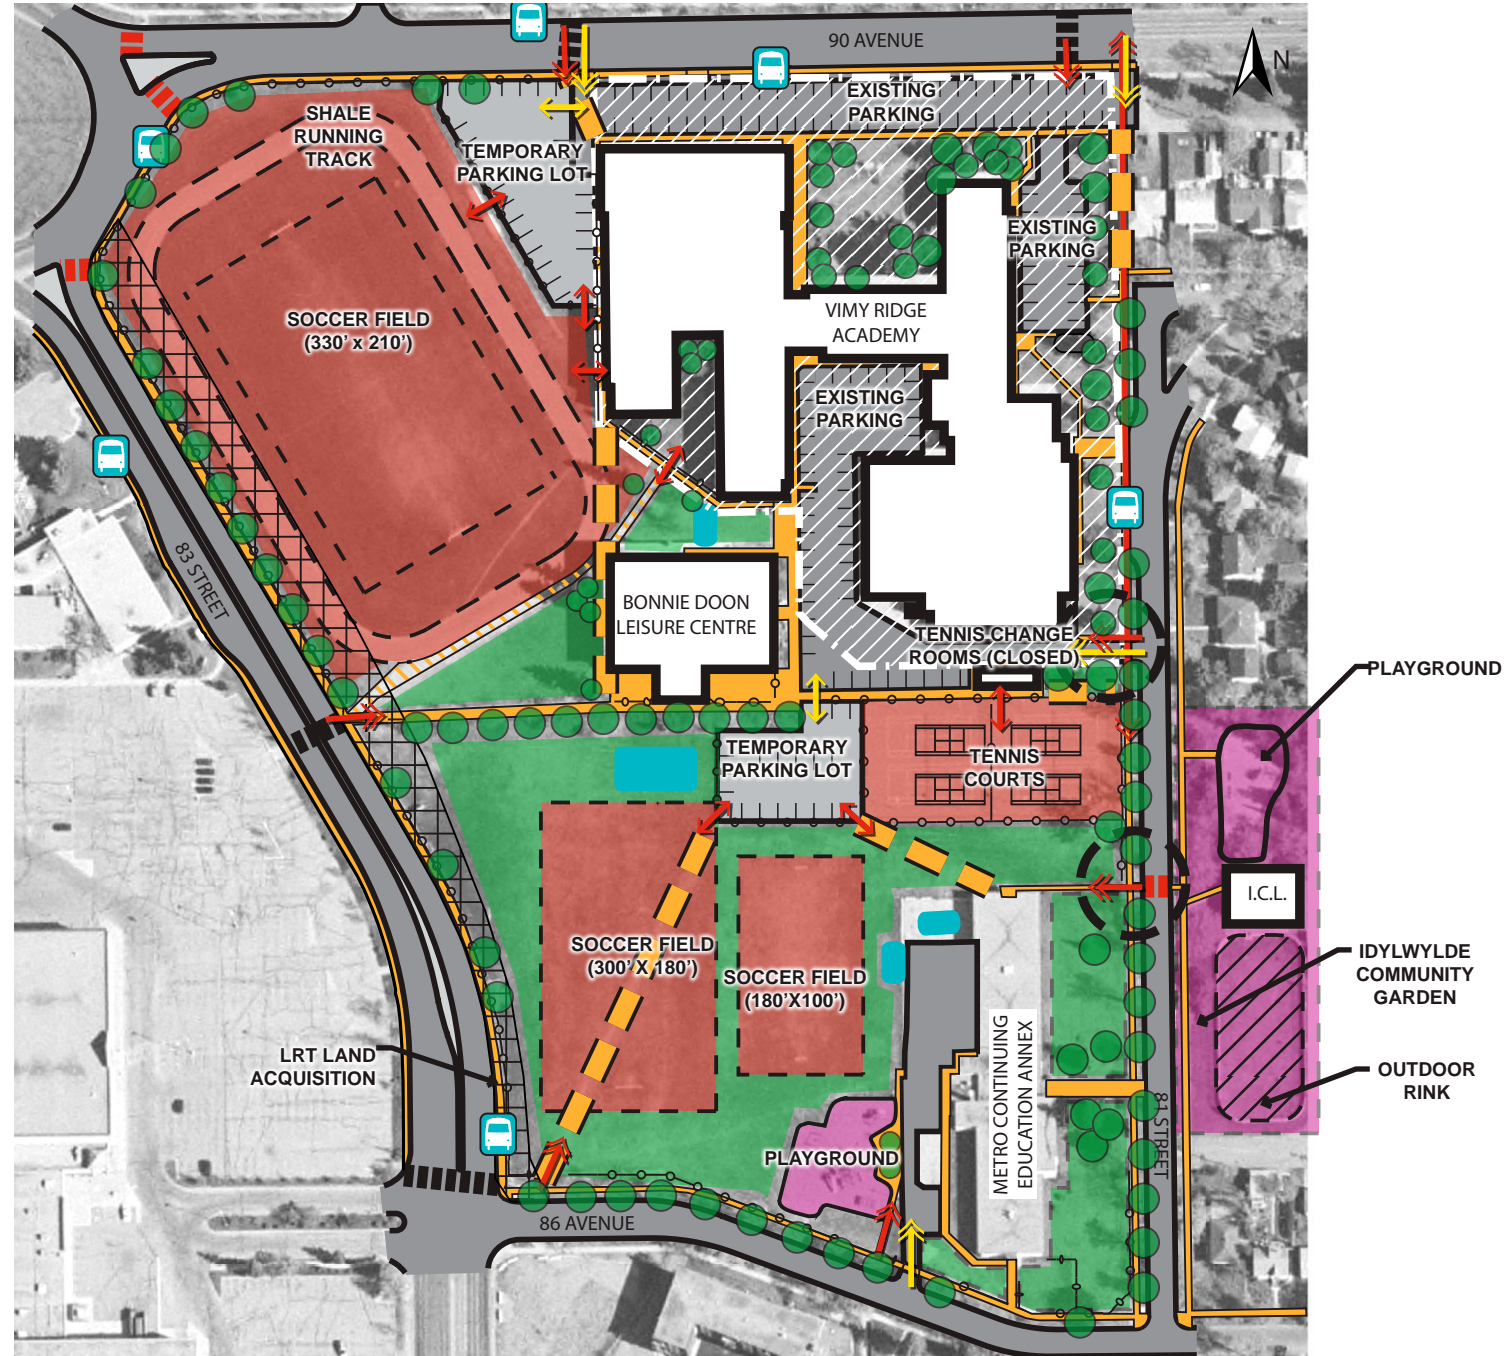 90 AVENUE
N
EXISTING
PARKING
SHALE
RUNNING
TRACK
TEMPORARY
PARKING LOT
EXISTING
PARKING
SOCCER FIELD
(330' x 210')
VIMY RIDGE
ACADEMY
EXISTING
PARKING
83 STREET
BONNIE DOON
LEISURE CENTRE
TENNIS CHANGE
ROOMS (CLOSED)
PLAYGROUND
TEMPORARY
PARKING LOT
TENNIS
COURTS
I.C.L.
SOCCER FIELD
(300' X 180')
SOCCER FIELD
(180'X100')
IDYLWYLDE
COMMUNITY
GARDEN
METRO CONTINUING
EDUCATION ANNEX
LRT LAND
ACQUISITION
OUTDOOR
RINK
81 STREET
PLAYGROUND
86 AVENUE